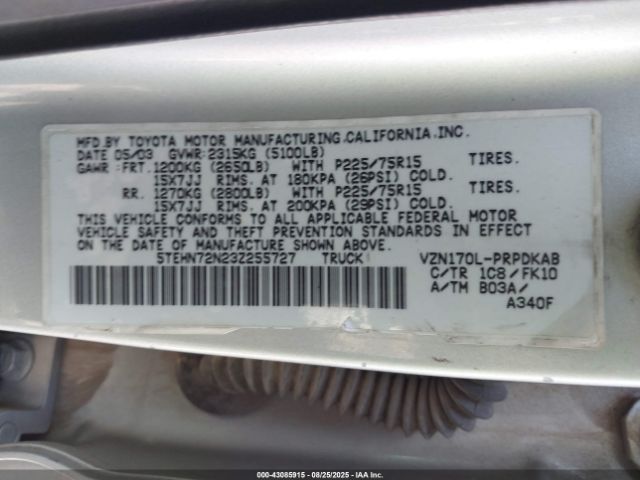 MFD.BY TOYOTA MOTOR MANUFACTURING.CALIFORNIA.INC.
DATE 05/03 GVWR:2315KG (5100LB)
GAWR:FRT.1200KG (2650LB) WITH P225/75R15 TIRES.
15X7JJ RIMS. AT 180KPA (26PSI) COLD.
RR. 1270KG (2800LB) WITH P225/75R15 TIRES.
15X7JJ RIMS. AT 200KPA (29PSI) COLD.
THIS VEHICLE CONFORMS TO ALL APPLICABLE FEDERAL MOTOR
VEHICLE SAFETY AND THEFT PREVENTION STANDARDS IN EFFECT
ON THE DATE OF MANUFACTURE SHOWN ABOVE.
5TEHN72N23Z255727 TRUCK VZN170L-PRPDKAB
C/TR 1C8/FK10
A/TM B03A/
A340F
000-43085915 - 08/25/2025 - IAA Inc.